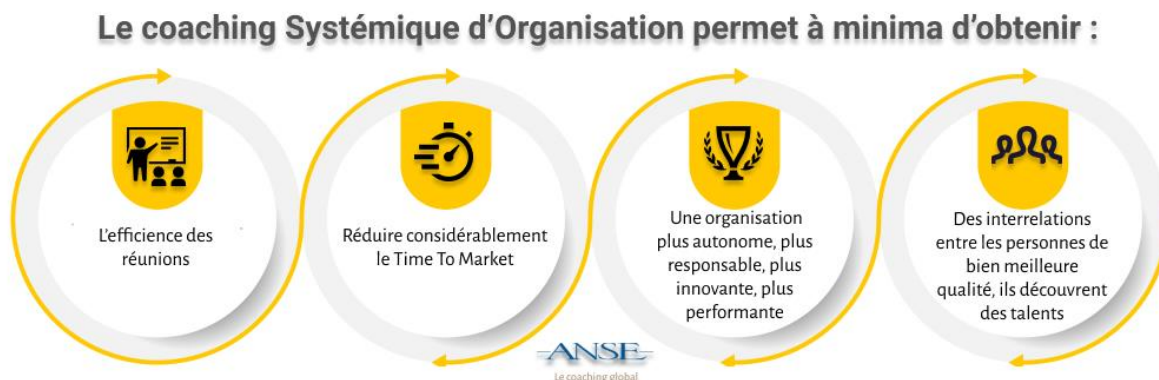 Le coaching Systémique d'Organisation permet à minima d'obtenir :
L'efficience des
réunions
Réduire considérablement
le Time To Market
Une organisation
plus autonome, plus
responsable, plus
innovante, plus
performante
Des interrelations
entre les personnes de
bien meilleure
qualité, ils découvrent
des talents
ANSE
Le coaching global